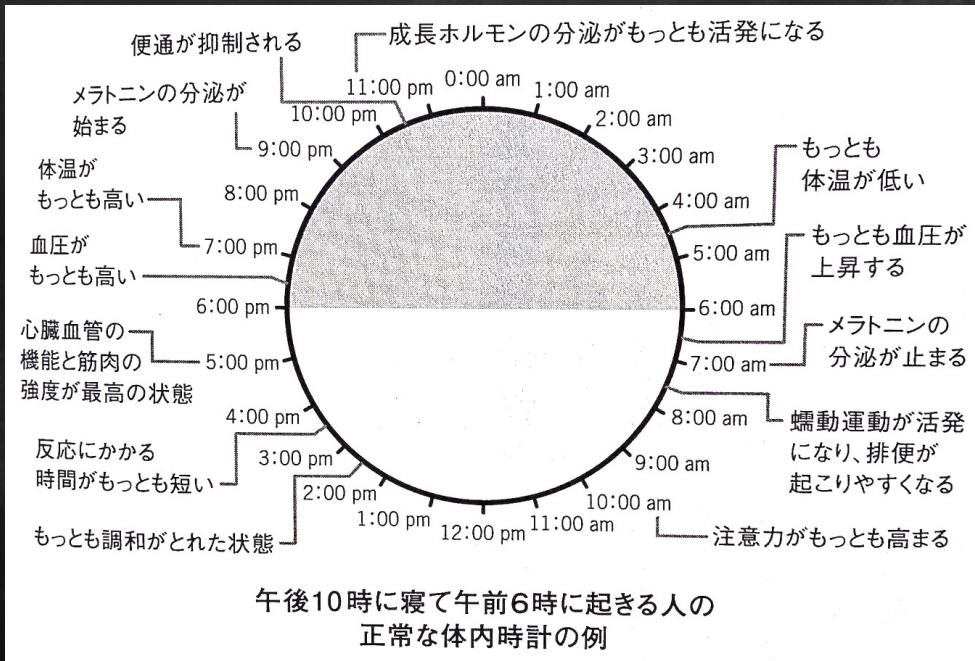 成長ホルモンの分泌がもっとも活発になる
便通が抑制される
メラトニンの分泌が
始まる
体温が
もっとも高い
血圧が
もっとも高い
心臓血管の
機能と筋肉の
強度が最高の状態
反応にかかる
時間がもっとも短い
もっとも調和がとれた状態
0:00 am
1:00 am
2:00 am
3:00 am
4:00 am
5:00 am
6:00 am
7:00 am
8:00 am
9:00 am
10:00 am
11:00 am
12:00 pm
1:00 pm
2:00 pm
3:00 pm
4:00 pm
5:00 pm
6:00 pm
7:00 pm
8:00 pm
9:00 pm
10:00 pm
11:00 pm
もっとも
体温が低い
もっとも血圧が
上昇する
メラトニンの
分泌が止まる
蠕動運動が活発
になり、排便が
起こりやすくなる
注意力がもっとも高まる
午後10時に寝て午前6時に起きる人の
正常な体内時計の例